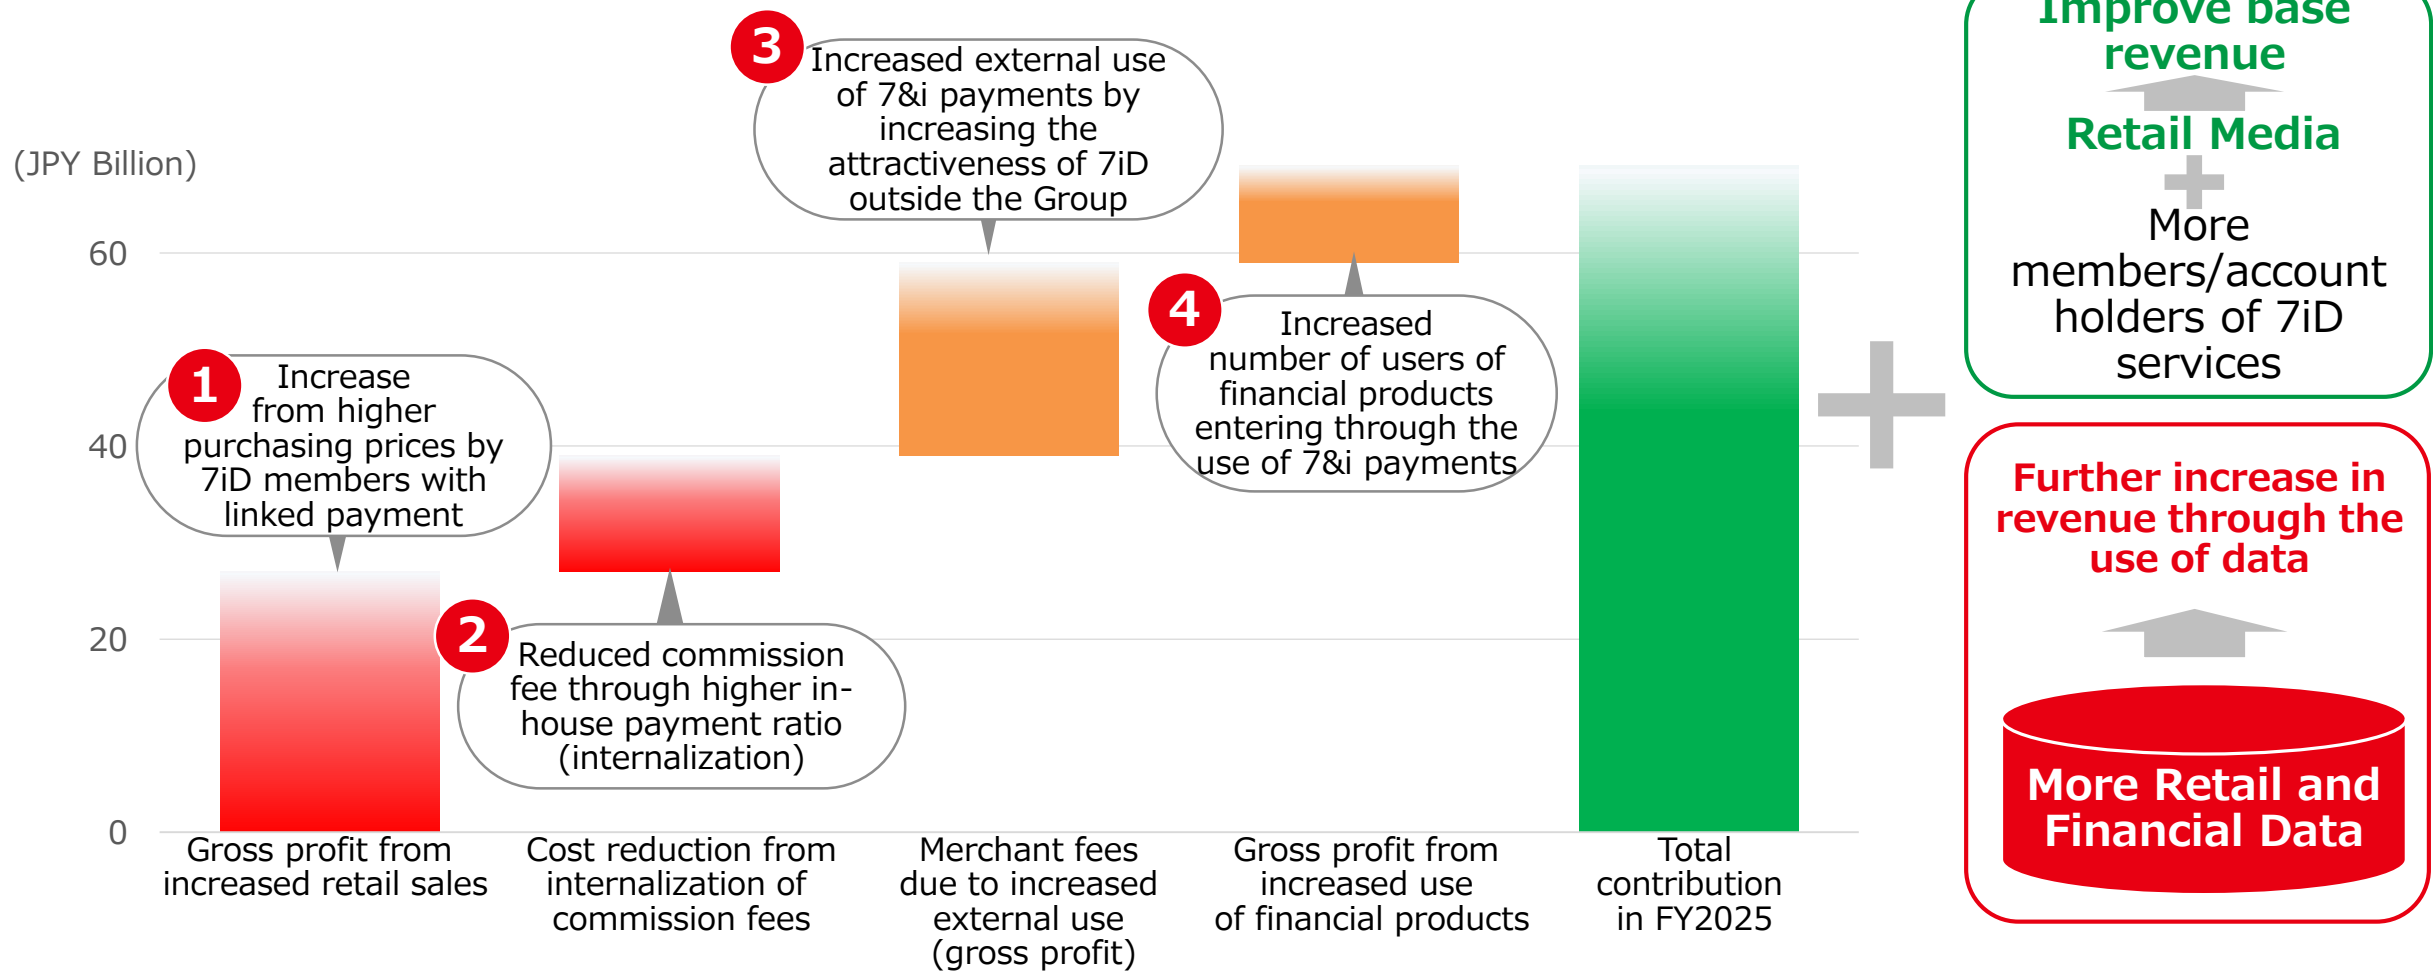 (JPY Billion)
60
40
20
0
1
Increase
from higher
purchasing prices by
7iD members with
linked payment
2
Reduced commission
fee through higher in-
house payment ratio
(internalization)
3
Increased external use
of 7&i payments by
increasing the
attractiveness of 7iD
outside the Group
4
Increased
number of users of
financial products
entering through the
use of 7&i payments
Gross profit from
increased retail sales
Cost reduction from
internalization of
commission fees
Merchant fees
due to increased
external use
(gross profit)
Gross profit from
increased use
of financial products
Total
contribution
in FY2025
Improve base
revenue
Retail Media
More
members/account
holders of 7iD
services
Further increase in
revenue through the
use of data
More Retail and
Financial Data